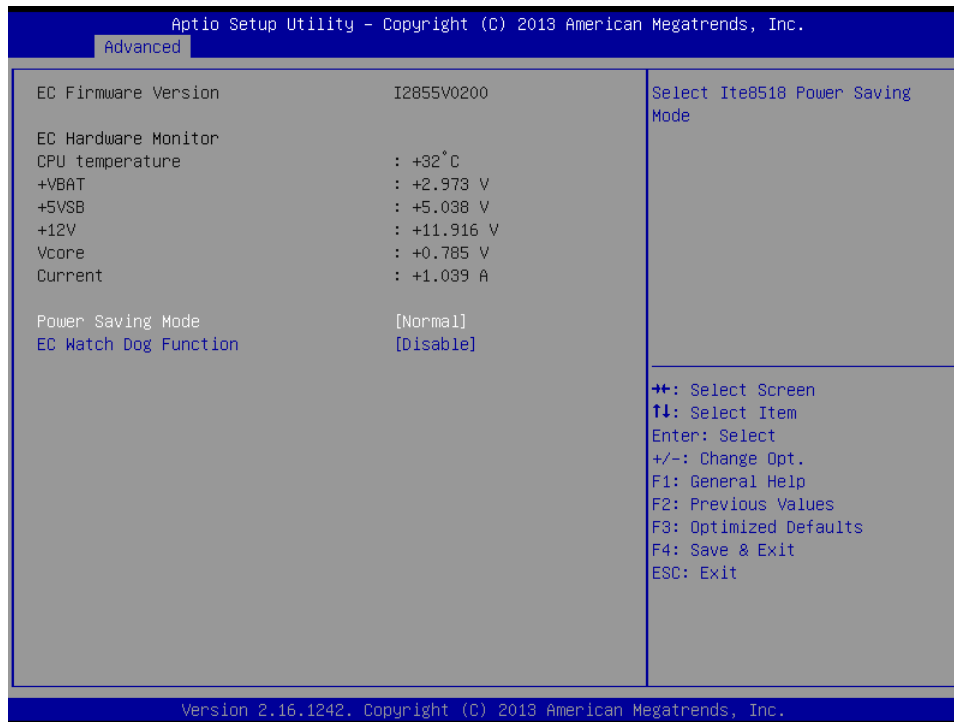 Aptio Setup Utility – Copyright (C) 2013 American Megatrends, Inc.
Advanced
EC Firmware Version I2855V0200
EC Hardware Monitor
CPU temperature : +32°C
+VBAT : +2.973 V
+5VSB : +5.038 V
+12V : +11.916 V
Vcore : +0.785 V
Current : +1.039 A
Power Saving Mode [Normal]
EC Watch Dog Function [Disable]
Select Ite8518 Power Saving
Mode
→←: Select Screen
↑↓: Select Item
Enter: Select
+/-: Change Opt.
F1: General Help
F2: Previous Values
F3: Optimized Defaults
F4: Save & Exit
ESC: Exit
Version 2.16.1242. Copyright (C) 2013 American Megatrends, Inc.